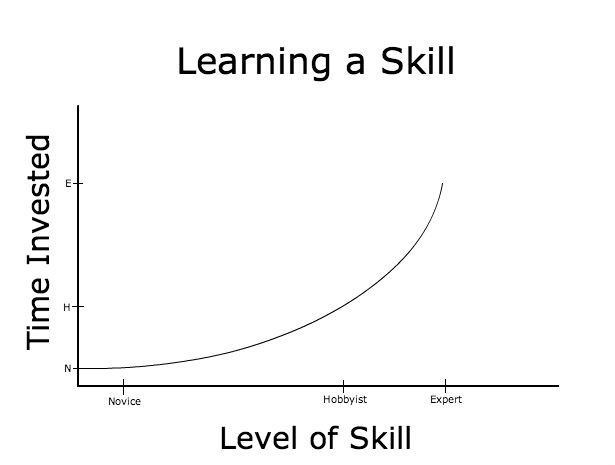 Learning a Skill
Time Invested
E
H
N
Novice
Hobbyist
Expert
Level of Skill